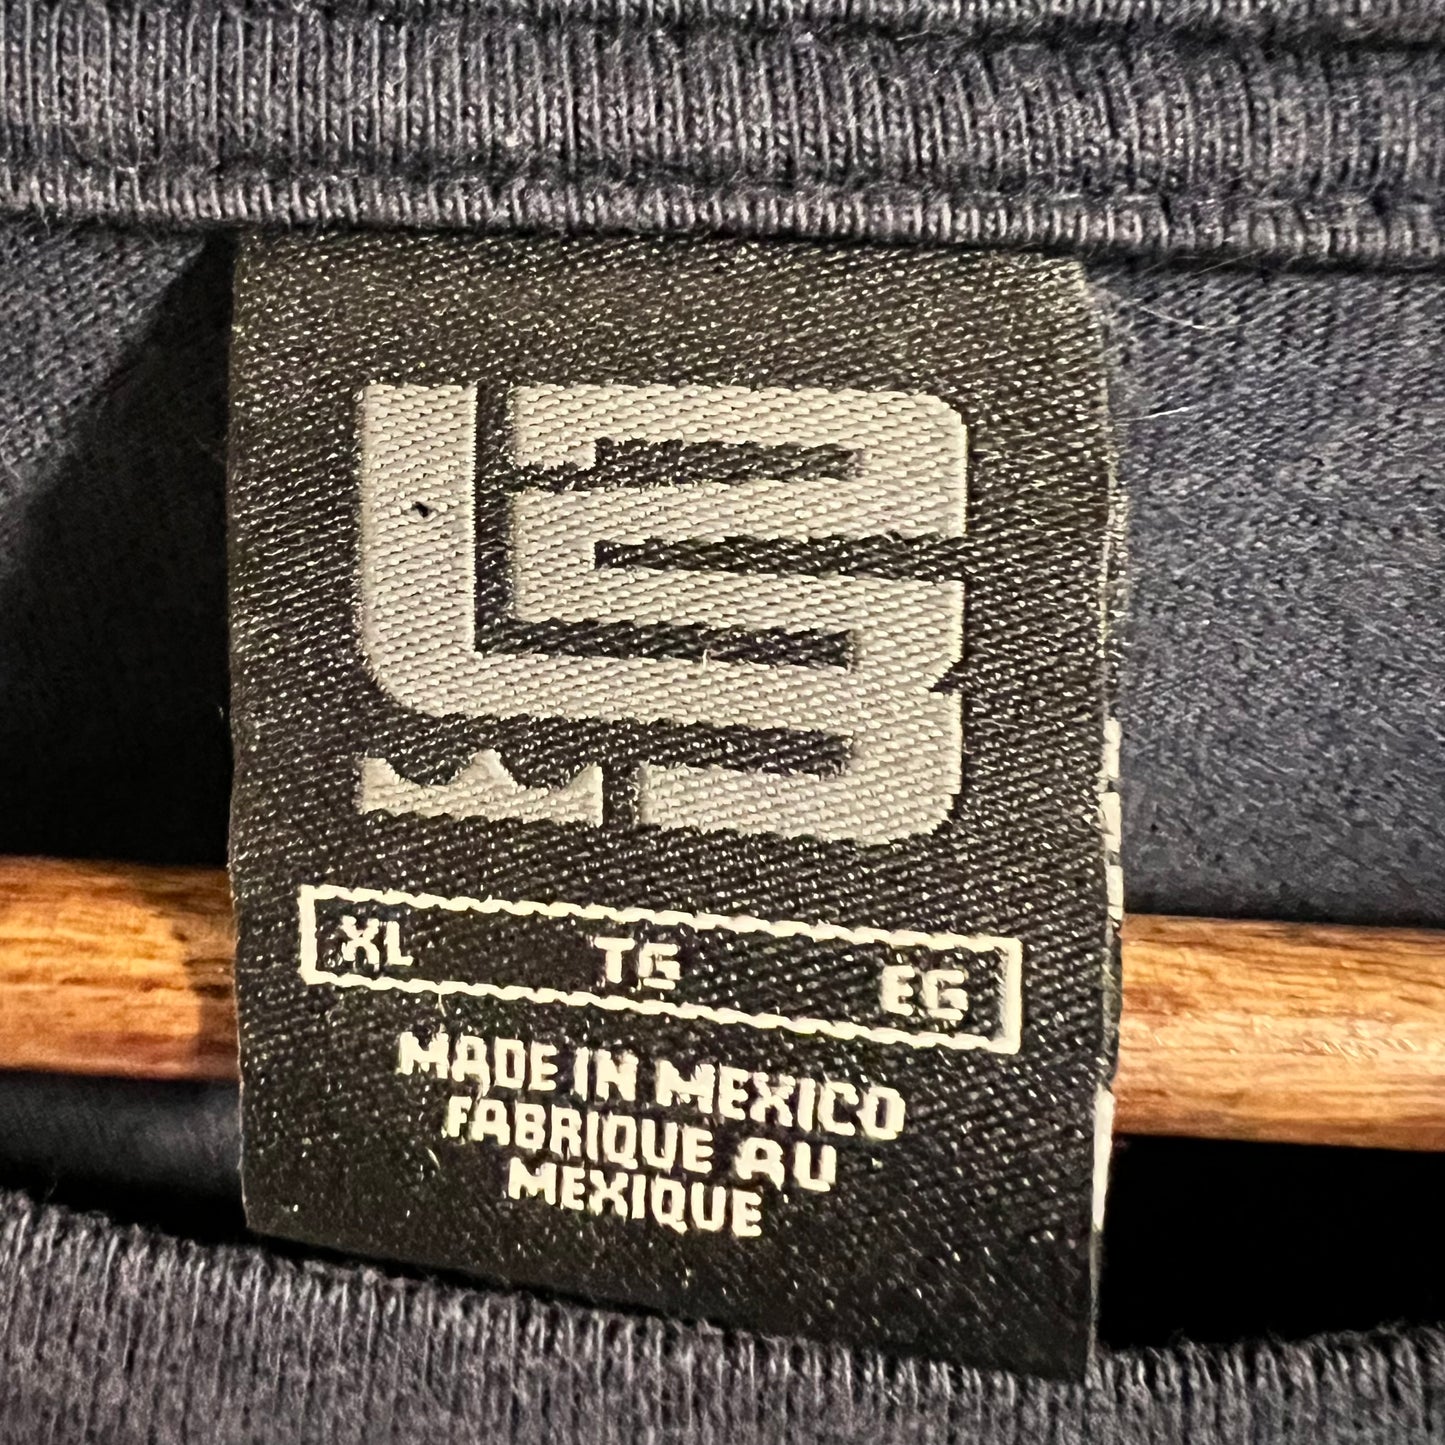 XL TG EG
MADE IN MEXICO
FABRIQUE AU
MEXIQUE